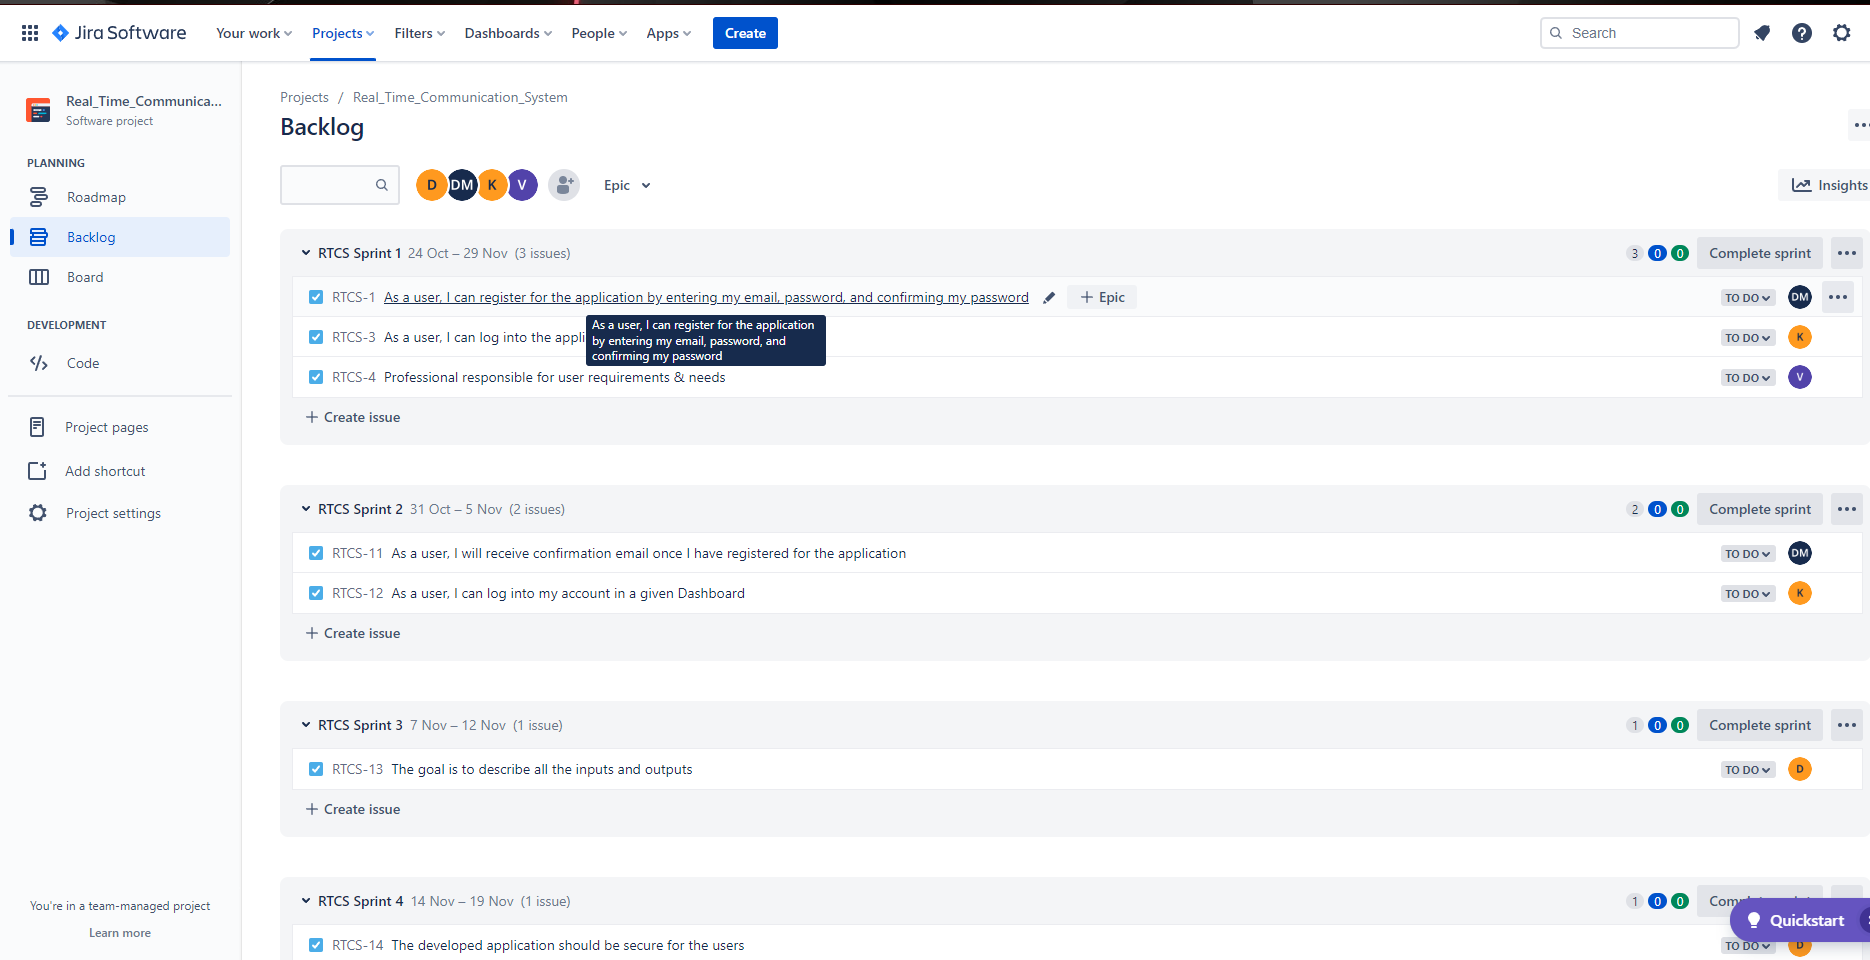 Jira Software Your work Projects Filters Dashboards People Apps Create Search
Real_Time_Communica...
Software project
PLANNING
Roadmap
Backlog
Board
DEVELOPMENT
Code
Project pages
Add shortcut
Project settings
You're in a team-managed project
Learn more
Projects / Real_Time_Communication_System
Backlog
D DM K V Epic Insights
RTCS Sprint 1 24 Oct – 29 Nov (3 issues) 3 0 0 Complete sprint
RTCS-1 As a user, I can register for the application by entering my email, password, and confirming my password + Epic TO DO DM
As a user, I can register for the application
by entering my email, password, and
confirming my password
RTCS-3 As a user, I can log into the appli TO DO K
RTCS-4 Professional responsible for user requirements & needs TO DO V
+ Create issue
RTCS Sprint 2 31 Oct – 5 Nov (2 issues) 2 0 0 Complete sprint
RTCS-11 As a user, I will receive confirmation email once I have registered for the application TO DO DM
RTCS-12 As a user, I can log into my account in a given Dashboard TO DO K
+ Create issue
RTCS Sprint 3 7 Nov – 12 Nov (1 issue) 1 0 0 Complete sprint
RTCS-13 The goal is to describe all the inputs and outputs TO DO D
+ Create issue
RTCS Sprint 4 14 Nov – 19 Nov (1 issue) 1 0 0
Quickstart
RTCS-14 The developed application should be secure for the users TO DO D